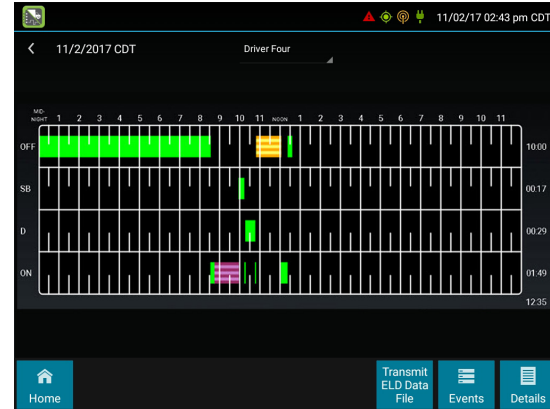 11/02/17 02:43 pm CDT
11/2/2017 CDT
Driver Four
MID-
NIGHT 1 2 3 4 5 6 7 8 9 10 11 NOON 1 2 3 4 5 6 7 8 9 10 11
OFF 10:00
SB 00:17
D 00:29
ON 01:49
12:35
Home
Transmit
ELD Data
File
Events
Details